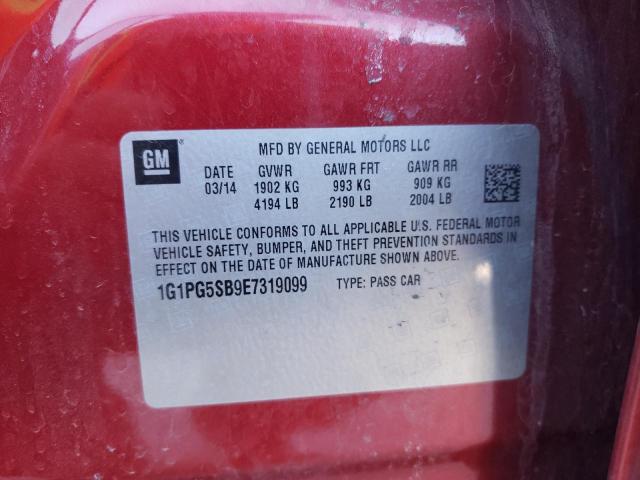 GM
MFD BY GENERAL MOTORS LLC
DATE GVWR GAWR FRT GAWR RR
03/14 1902 KG 993 KG 909 KG
4194 LB 2190 LB 2004 LB
THIS VEHICLE CONFORMS TO ALL APPLICABLE U.S. FEDERAL MOTOR
VEHICLE SAFETY, BUMPER, AND THEFT PREVENTION STANDARDS IN
EFFECT ON THE DATE OF MANUFACTURE SHOWN ABOVE.
1G1PG5SB9E7319099 TYPE: PASS CAR